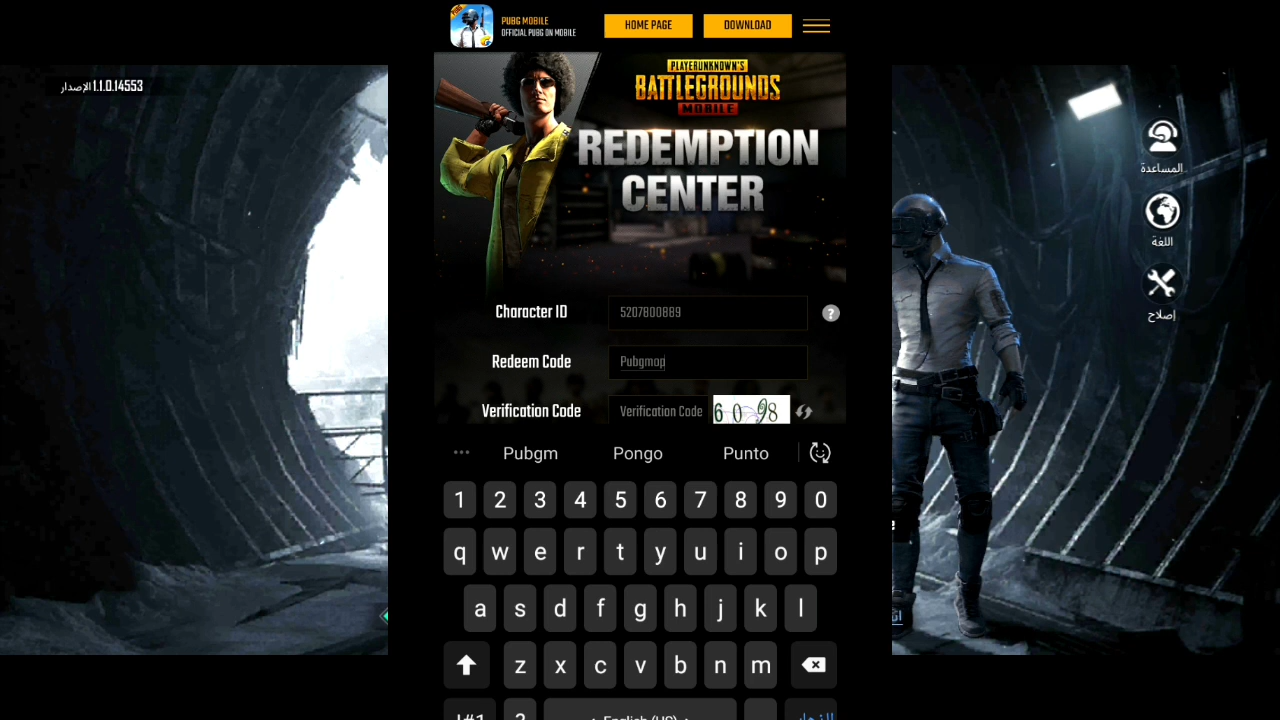 الإصدار 1.1.0.14553
PUBG MOBILE
OFFICIAL PUBG ON MOBILE
HOME PAGE
DOWNLOAD
PLAYERUNKNOWN'S
BATTLEGROUNDS
MOBILE
REDEMPTION
CENTER
Character ID
5207800889
?
Redeem Code
Pubgmop
Verification Code
Verification Code
المساعدة
اللغة
إصلاح
Pubgm Pongo Punto
1 2 3 4 5 6 7 8 9 0
q w e r t y u i o p
a s d f g h j k l
z x c v b n m
English (US)